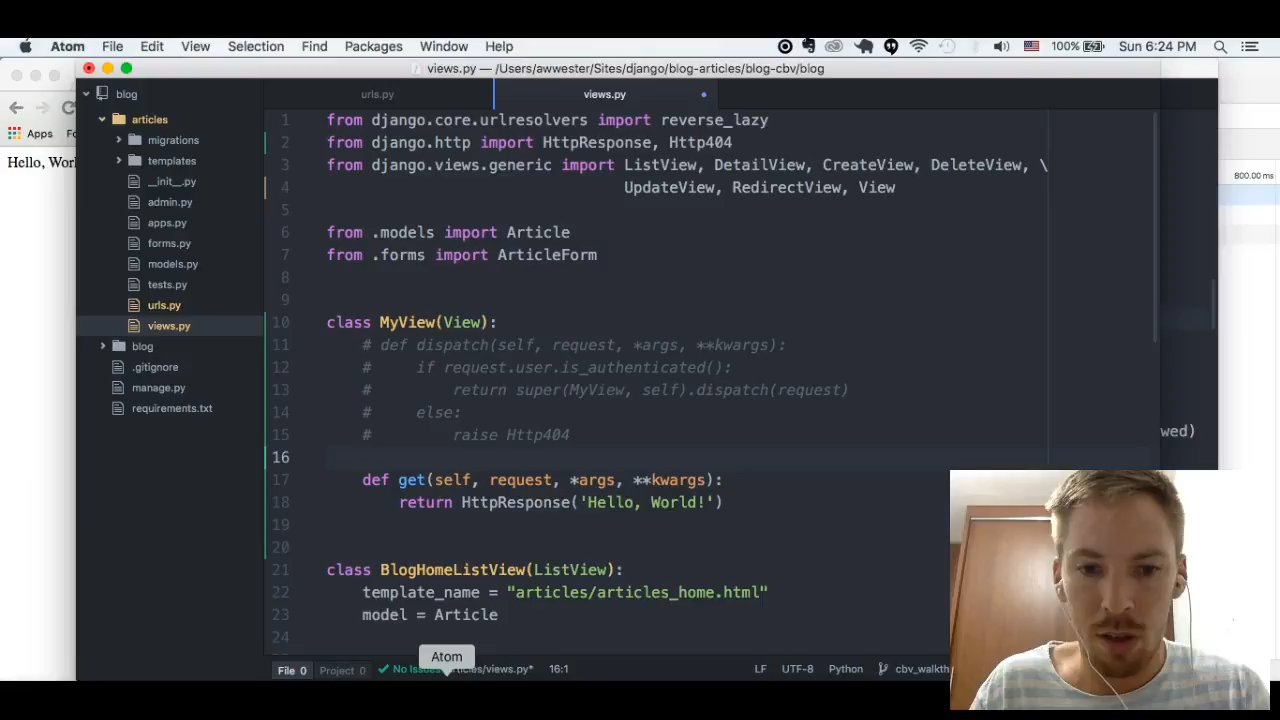 Atom File Edit View Selection Find Packages Window Help 100% Sun 6:24 PM
views.py — /Users/awwester/Sites/django/blog-articles/blog-cbv/blog
blog
urls.py
views.py
Apps
Hello, Wor
articles
migrations
templates
__init__.py
admin.py
apps.py
forms.py
models.py
tests.py
urls.py
views.py
blog
.gitignore
manage.py
requirements.txt
1 from django.core.urlresolvers import reverse_lazy
2 from django.http import HttpResponse, Http404
3 from django.views.generic import ListView, DetailView, CreateView, DeleteView, \
4 UpdateView, RedirectView, View
5
6 from .models import Article
7 from .forms import ArticleForm
8
9
10 class MyView(View):
11 # def dispatch(self, request, *args, **kwargs):
12 # if request.user.is_authenticated():
13 # return super(MyView, self).dispatch(request)
14 # else:
15 # raise Http404
16
17 def get(self, request, *args, **kwargs):
18 return HttpResponse('Hello, World!')
19
20
21 class BlogHomeListView(ListView):
22 template_name = "articles/articles_home.html"
23 model = Article
24
800.00 ms
wed)
Atom
File 0 Project 0 No Issues articles/views.py* 16:1 LF UTF-8 Python cbv_walkth